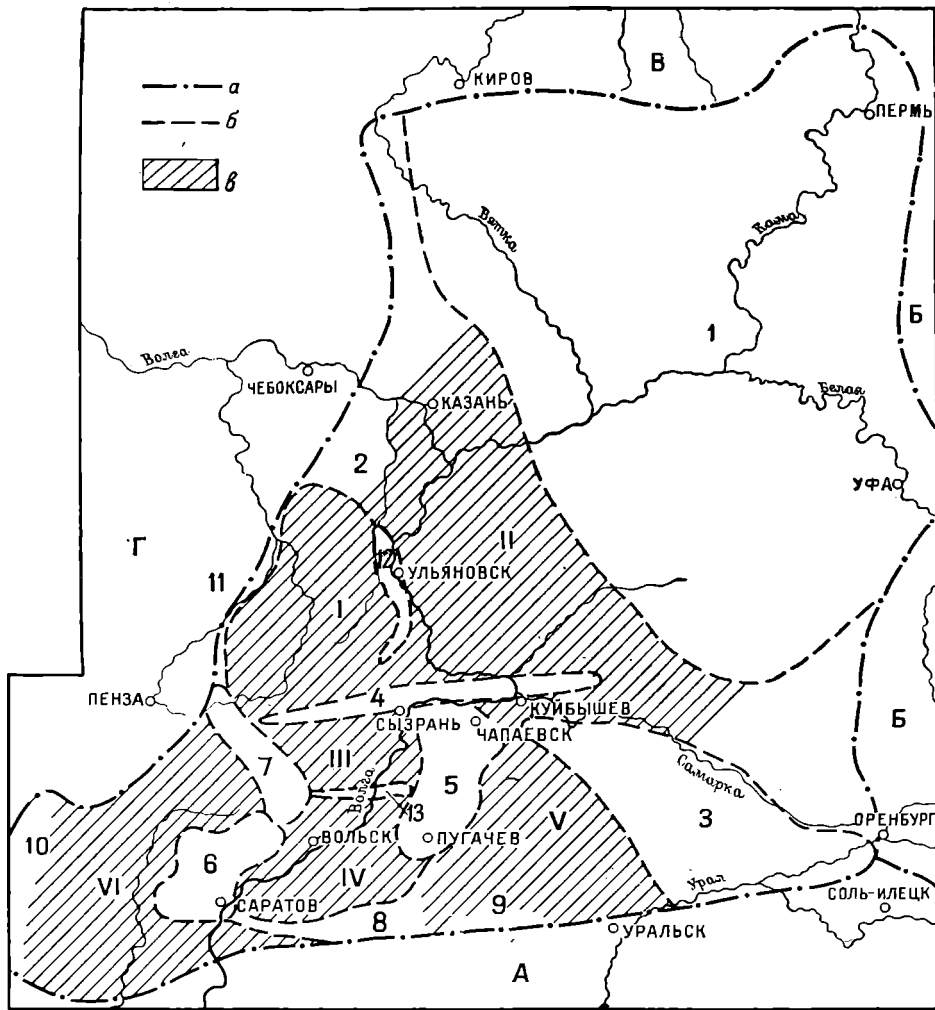 а
б
в
КИРОВ
В
ПЕРМЬ
Вятка
Кама
Б
1
Волга
ЧЕБОКСАРЫ
КАЗАНЬ
Белая
2
УФА
Г
II
11
12
УЛЬЯНОВСК
I
ПЕНЗА
4
КУЙБЫШЕВ
Б
СЫЗРАНЬ
ЧАПАЕВСК
7
III
Волга
5
Самарка
3
13
V
ОРЕНБУРГ
10
ВОЛЬСК
ПУГАЧЕВ
6
VI
IV
Урал
САРАТОВ
9
СОЛЬ-ИЛЕЦК
8
УРАЛЬСК
А